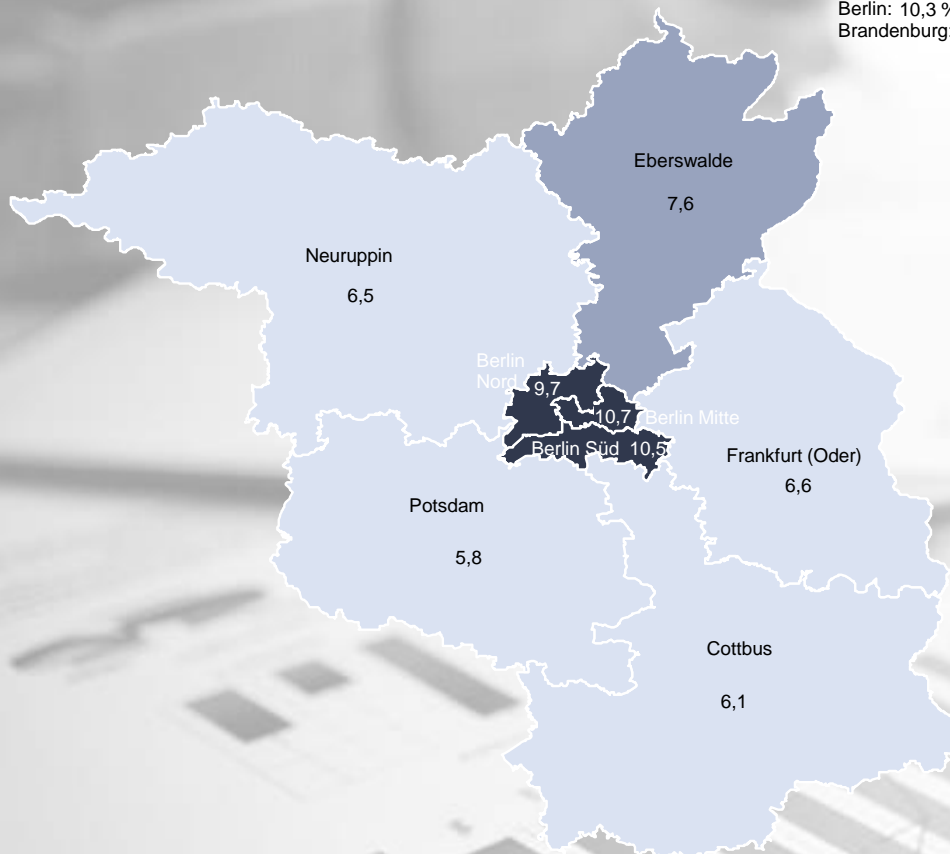 Berlin: 10,3 %
Brandenburg:
Eberswalde
7,6
Neuruppin
6,5
Berlin
Nord 9,7
10,7 Berlin Mitte
Berlin Süd 10,5
Frankfurt (Oder)
6,6
Potsdam
5,8
Cottbus
6,1